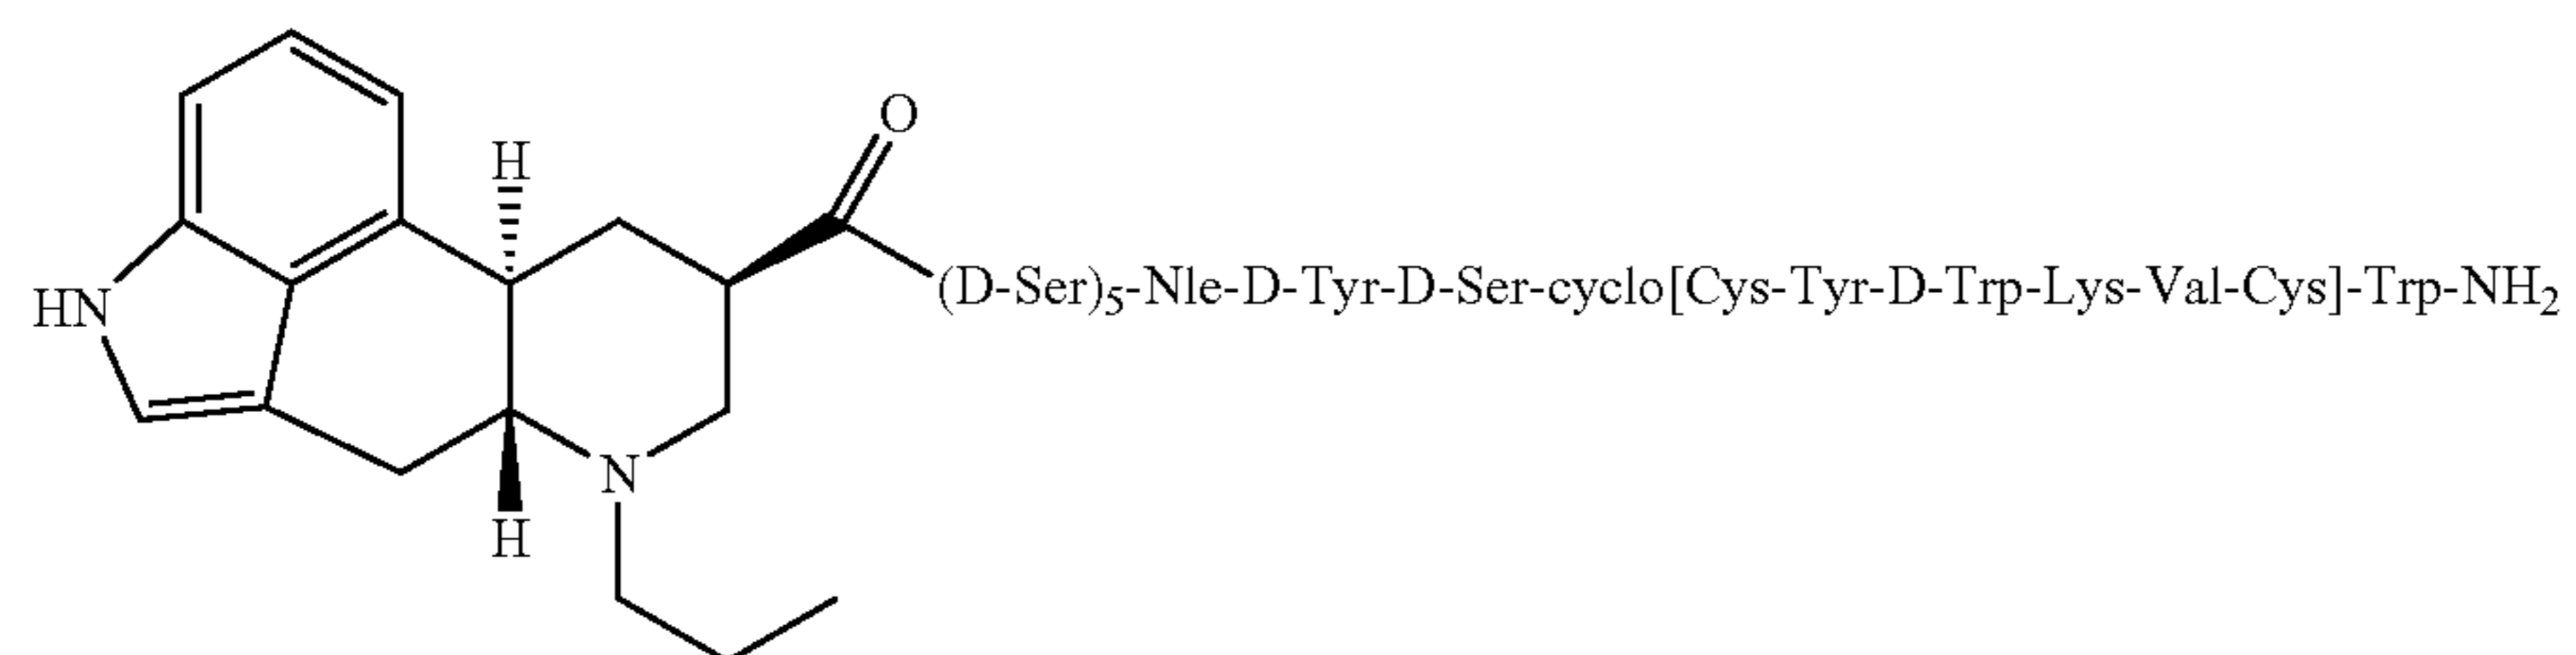 O
H
(D-Ser)5-Nle-D-Tyr-D-Ser-cyclo[Cys-Tyr-D-Trp-Lys-Val-Cys]-Trp-NH2
HN
N
H